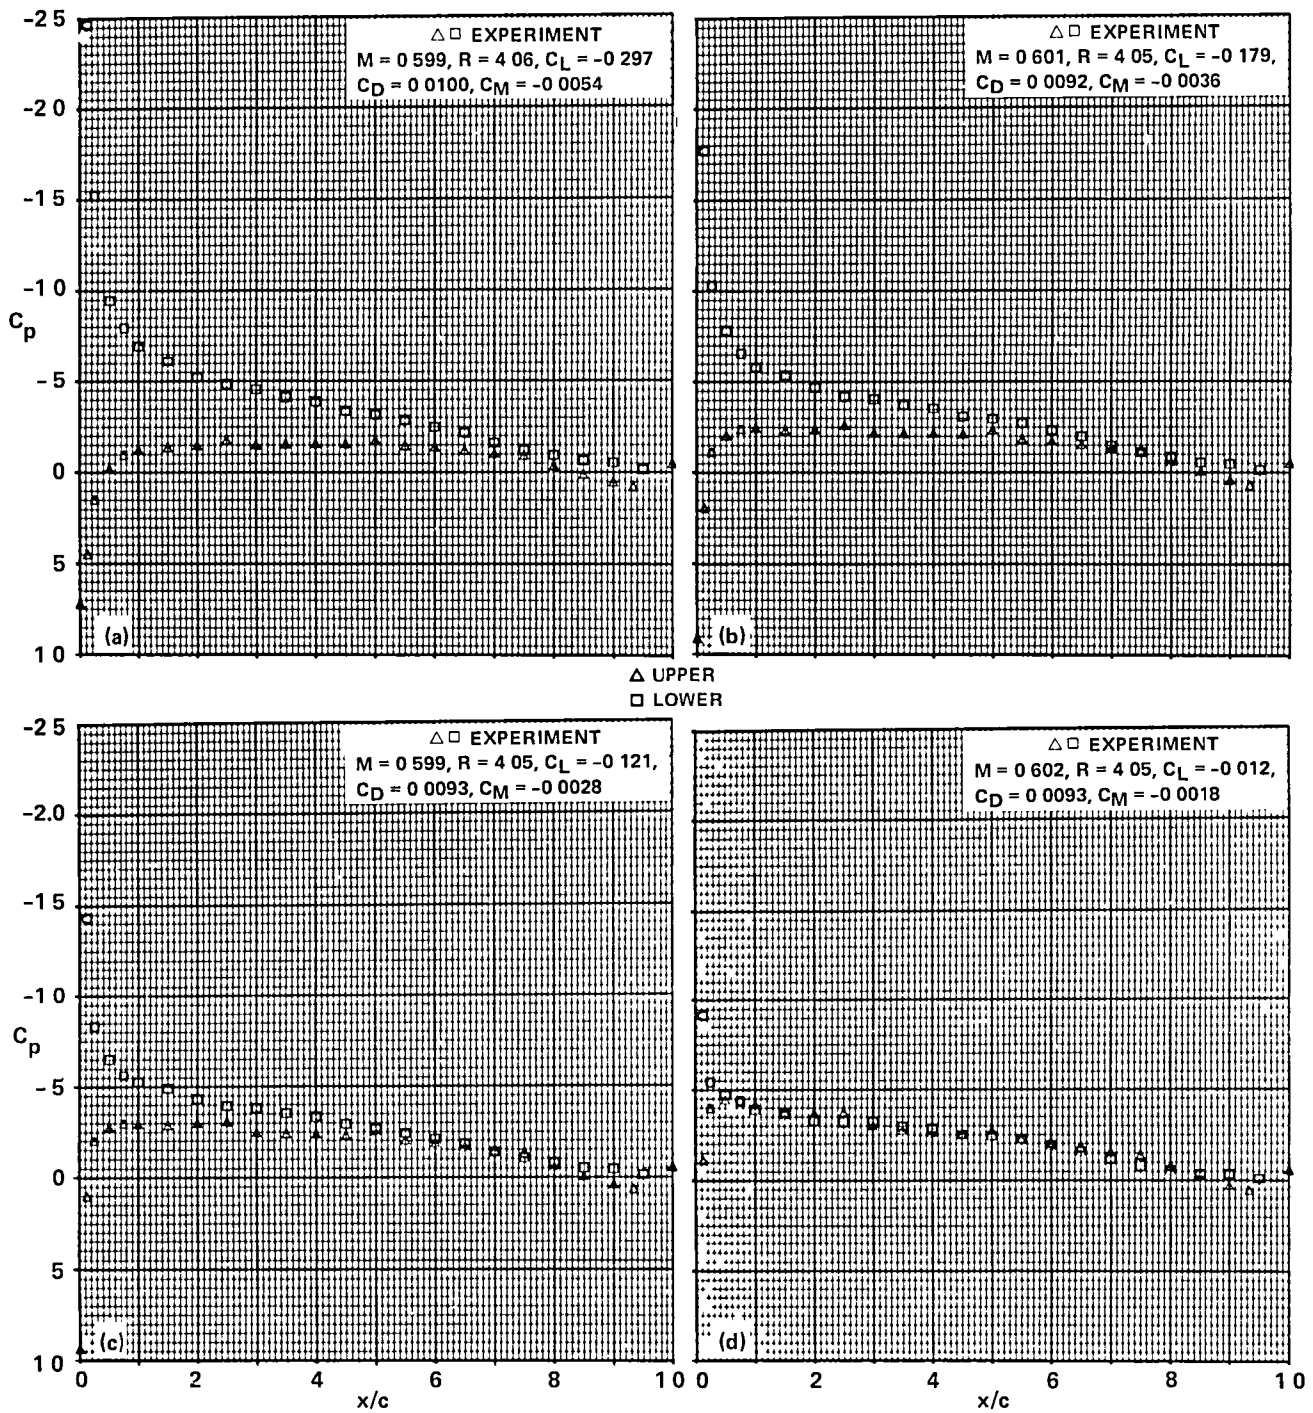 -2 5
△ □ EXPERIMENT
M = 0 599, R = 4 06, CL = -0 297
CD = 0 0100, CM = -0 0054
-2 0
-1 5
-1 0
Cp
- 5
0
5
1 0
(a)
△ □ EXPERIMENT
M = 0 601, R = 4 05, CL = -0 179,
CD = 0 0092, CM = -0 0036
(b)
△ UPPER
□ LOWER
-2 5
△ □ EXPERIMENT
M = 0 599, R = 4 05, CL = -0 121,
CD = 0 0093, CM = -0 0028
-2.0
-1 5
-1 0
Cp
- 5
0
5
1 0
(c)
0 2 4 6 8 1 0
x/c
△ □ EXPERIMENT
M = 0 602, R = 4 05, CL = -0 012,
CD = 0 0093, CM = -0 0018
(d)
0 2 4 6 8 1 0
x/c